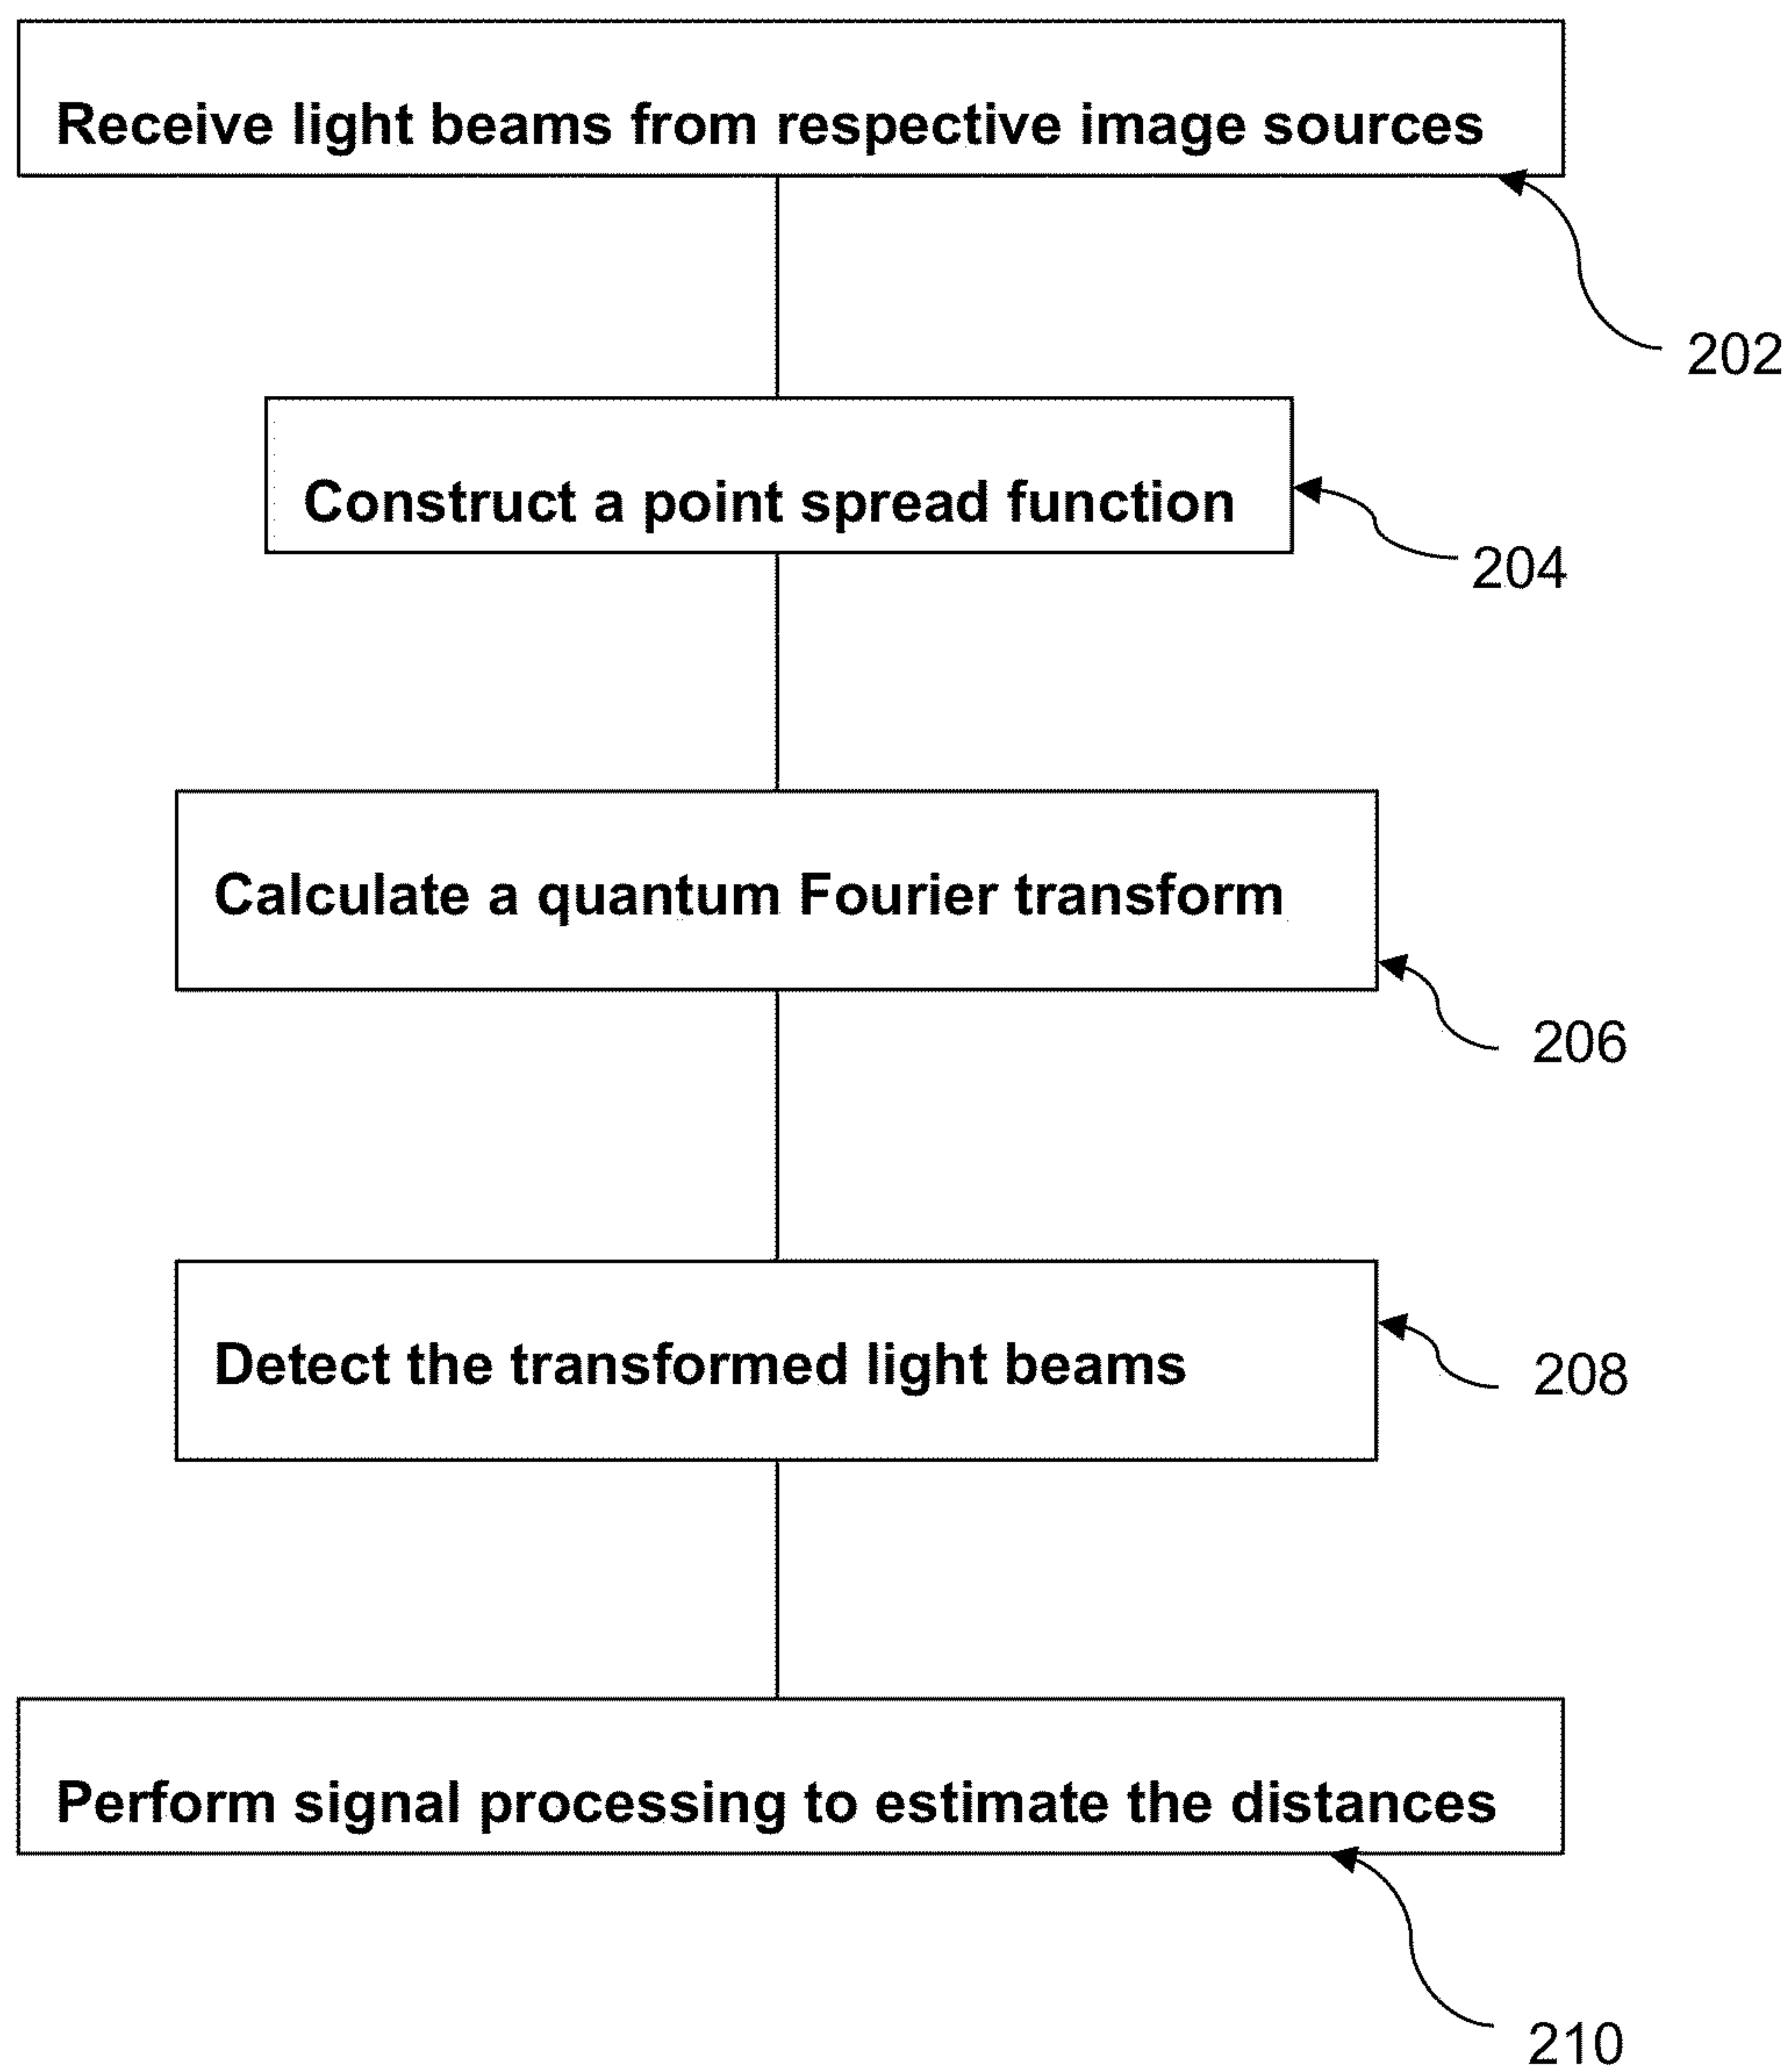 Receive light beams from respective image sources
202
Construct a point spread function
204
Calculate a quantum Fourier transform
206
Detect the transformed light beams
208
Perform signal processing to estimate the distances
210